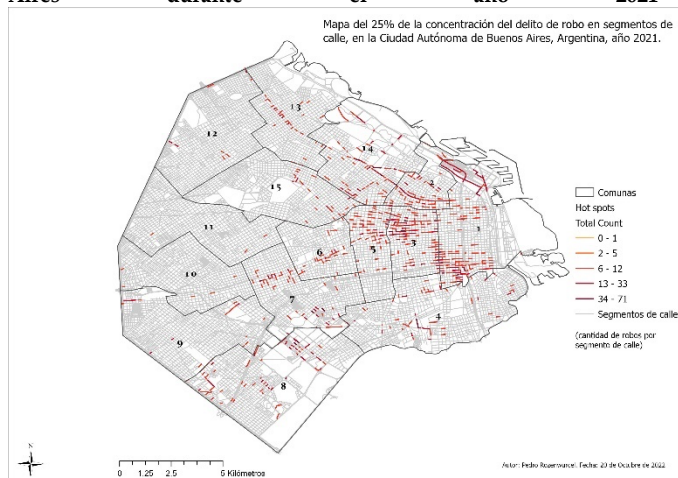 Aires durante el año 2021
Mapa del 25% de la concentración del delito de robo en segmentos de
calle, en la Ciudad Autónoma de Buenos Aires, Argentina, año 2021.
13
12
14
2
15
1
11
3
6
5
10
7
4
9
8
Comunas
Hot spots
Total Count
0 - 1
2 - 5
6 - 12
13 - 33
34 - 71
Segmentos de calle
(cantidad de robos por
segmento de calle)
N
0 1.25 2.5 5 Kilómetros
Autor: Pedro Rozenwurcel. Fecha: 20 de Octubre de 2022